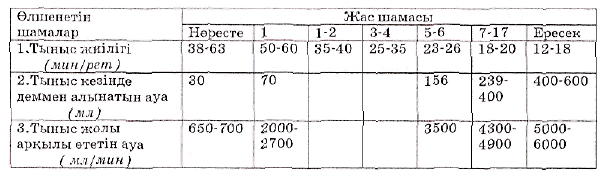 Өлшенетін шамалар | Жас шамасы
Нәресте | 1 | 1-2 | 3-4 | 5-6 | 7-17 | Ересек
1.Тыныс жиілігі (мин/рет) | 38-63 | 50-60 | 35-40 | 25-35 | 23-26 | 18-20 | 12-18
2.Тыныс кезінде деммен алынатын ауа (мл) | 30 | 70 | | | 156 | 239-400 | 400-600
3.Тыныс жолы арқылы өтетін ауа (мл/мин) | 650-700 | 2000-2700 | | | 3500 | 4300-4900 | 5000-6000